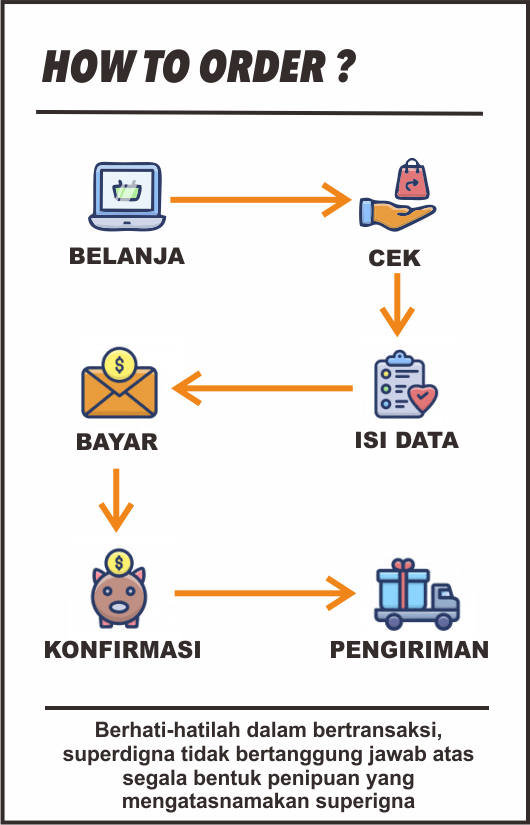 HOW TO ORDER ?
BELANJA
CEK
ISI DATA
BAYAR
KONFIRMASI
PENGIRIMAN
Berhati-hatilah dalam bertransaksi,
superdigna tidak bertanggung jawab atas
segala bentuk penipuan yang
mengatasnamakan superigna